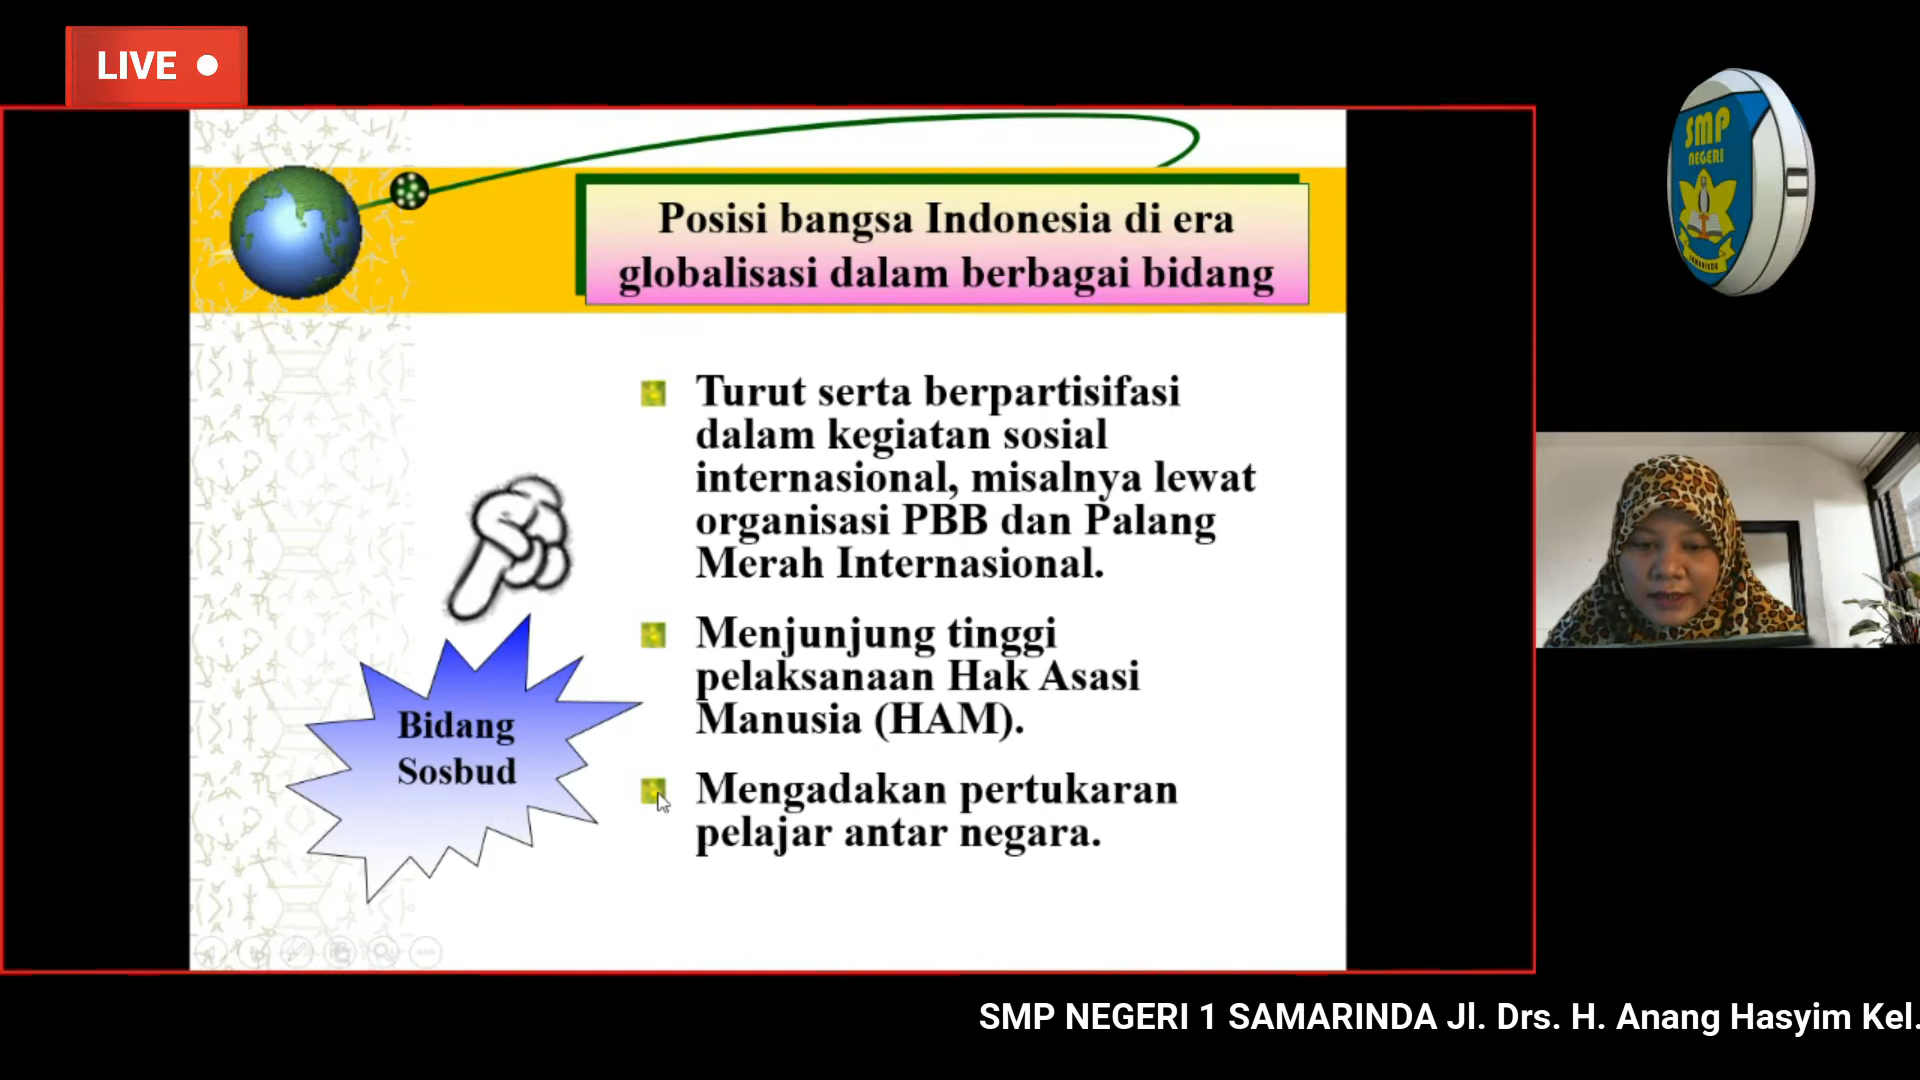 LIVE
SMP
NEGERI
Posisi bangsa Indonesia di era
globalisasi dalam berbagai bidang
Turut serta berpartisifasi
dalam kegiatan sosial
internasional, misalnya lewat
organisasi PBB dan Palang
Merah Internasional.
Menjunjung tinggi
pelaksanaan Hak Asasi
Manusia (HAM).
Bidang
Sosbud
Mengadakan pertukaran
pelajar antar negara.
SMP NEGERI 1 SAMARINDA Jl. Drs. H. Anang Hasyim Kel.